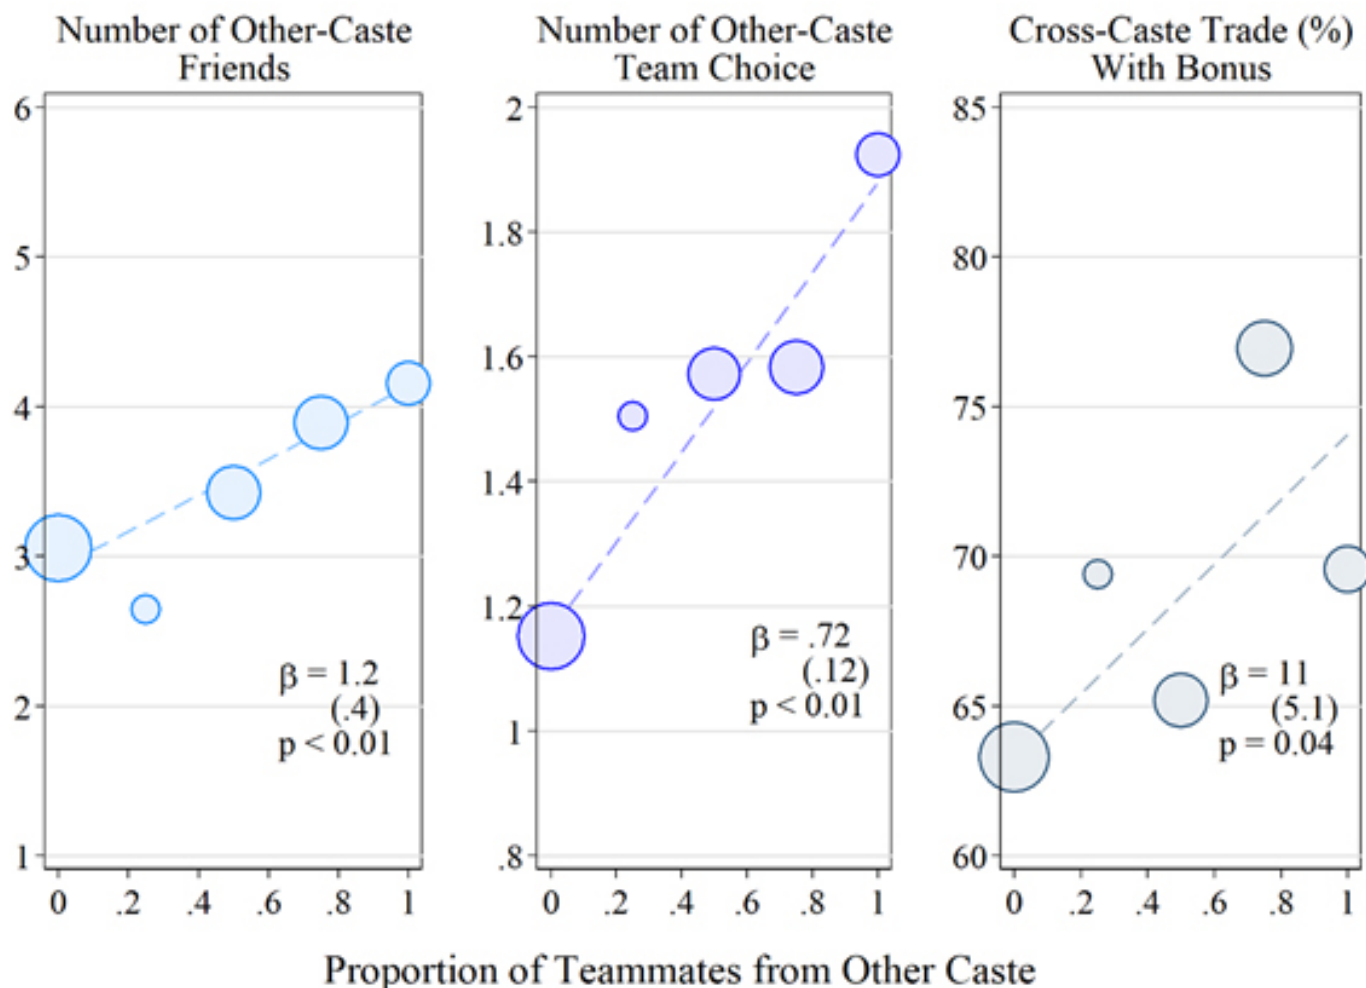 Number of Other-Caste
Friends
6
5
4
3
2
1
β = 1.2
(.4)
p < 0.01
0 .2 .4 .6 .8 1
Number of Other-Caste
Team Choice
2
1.8
1.6
1.4
1.2
1
.8
β = .72
(.12)
p < 0.01
0 .2 .4 .6 .8 1
Cross-Caste Trade (%)
With Bonus
85
80
75
70
65
60
β = 11
(5.1)
p = 0.04
0 .2 .4 .6 .8 1
Proportion of Teammates from Other Caste